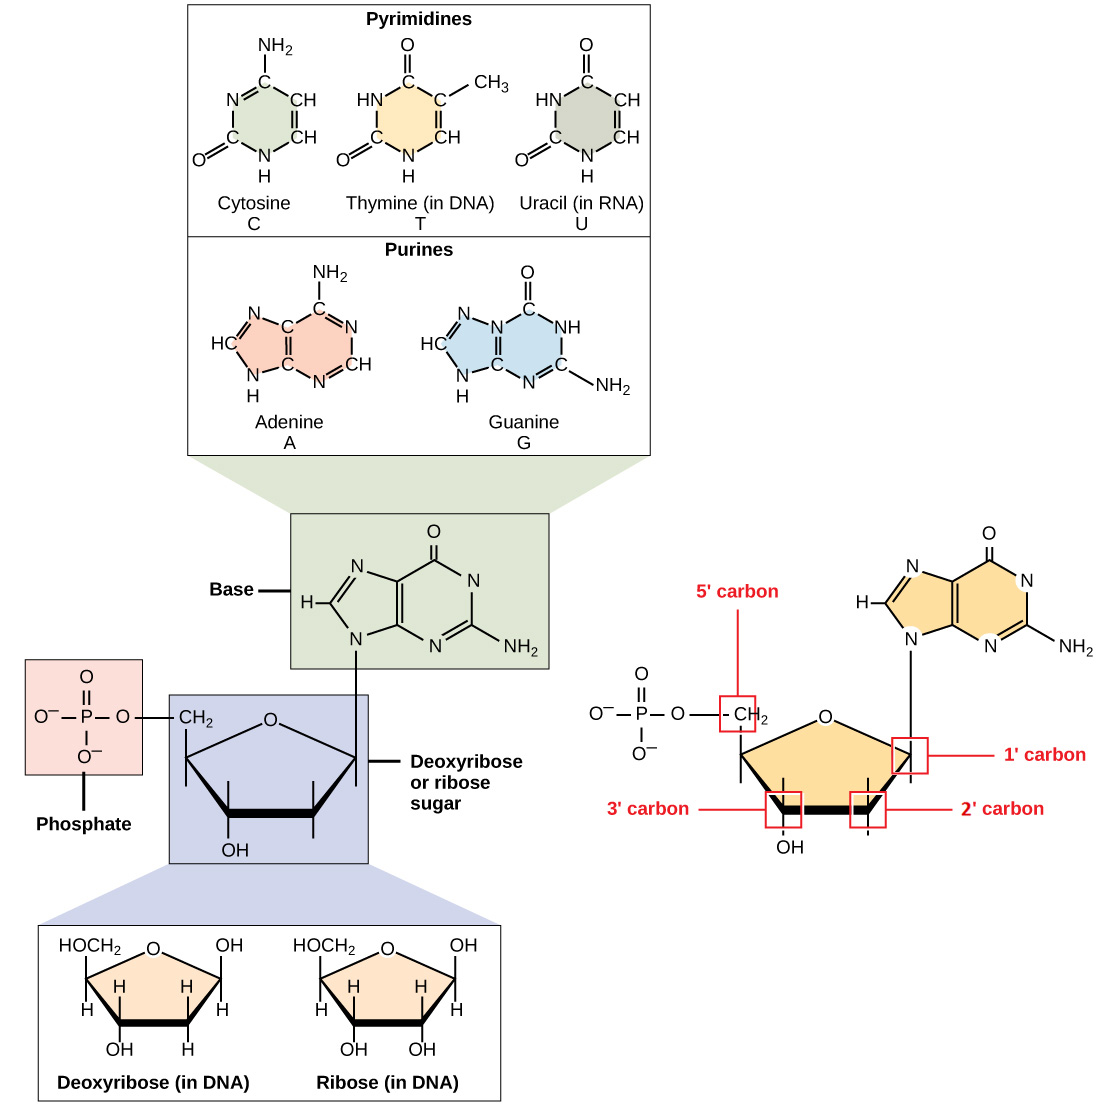 Pyrimidines
NH₂
C
N
CH
C
CH
O
N
H
Cytosine
C
O
C
CH₃
HN
C
C
CH
O
N
H
Thymine (in DNA)
T
O
C
HN
CH
C
CH
O
N
H
Uracil (in RNA)
U
Purines
NH₂
N
C
C
N
HC
C
CH
N
N
H
Adenine
A
O
N
C
N
NH
HC
C
C
N
N
NH₂
H
Guanine
G
Base
O
N
N
H
N
N
NH₂
O
O⁻
P
O
O⁻
Phosphate
CH₂
O
OH
Deoxyribose
or ribose
sugar
HOCH₂
O
OH
H
H
H
H
OH
H
Deoxyribose (in DNA)
HOCH₂
O
OH
H
H
H
H
OH
OH
Ribose (in DNA)
O
N
N
H
N
N
NH₂
5' carbon
O
O⁻
P
O
CH₂
O
O⁻
1' carbon
3' carbon
2' carbon
OH